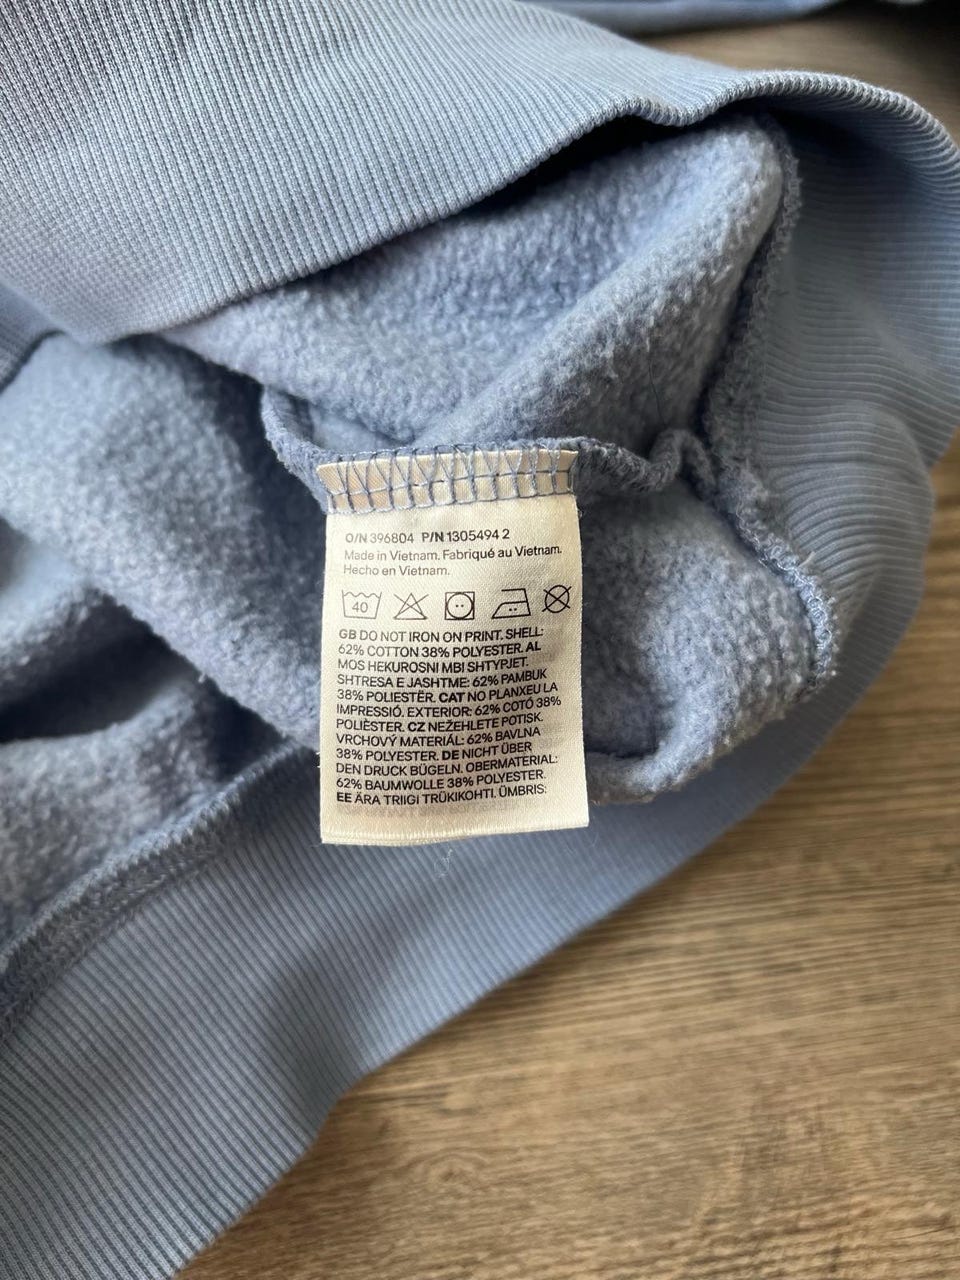 O/N 396804 P/N 1305494 2
Made in Vietnam. Fabriqué au Vietnam.
Hecho en Vietnam.
40
GB DO NOT IRON ON PRINT. SHELL:
62% COTTON 38% POLYESTER. AL
MOS HEKUROSNI MBI SHTYPJET.
SHTRESA E JASHTME: 62% PAMBUK
38% POLIESTËR. CAT NO PLANXEU LA
IMPRESSIÓ. EXTERIOR: 62% COTÓ 38%
POLIÈSTER. CZ NEŽEHLETE POTISK.
VRCHOVÝ MATERIÁL: 62% BAVLNA
38% POLYESTER. DE NICHT ÜBER
DEN DRUCK BÜGELN. OBERMATERIAL:
62% BAUMWOLLE 38% POLYESTER.
EE ÄRA TRIIGI TRÜKIKOHTI. ÜMBRIS: